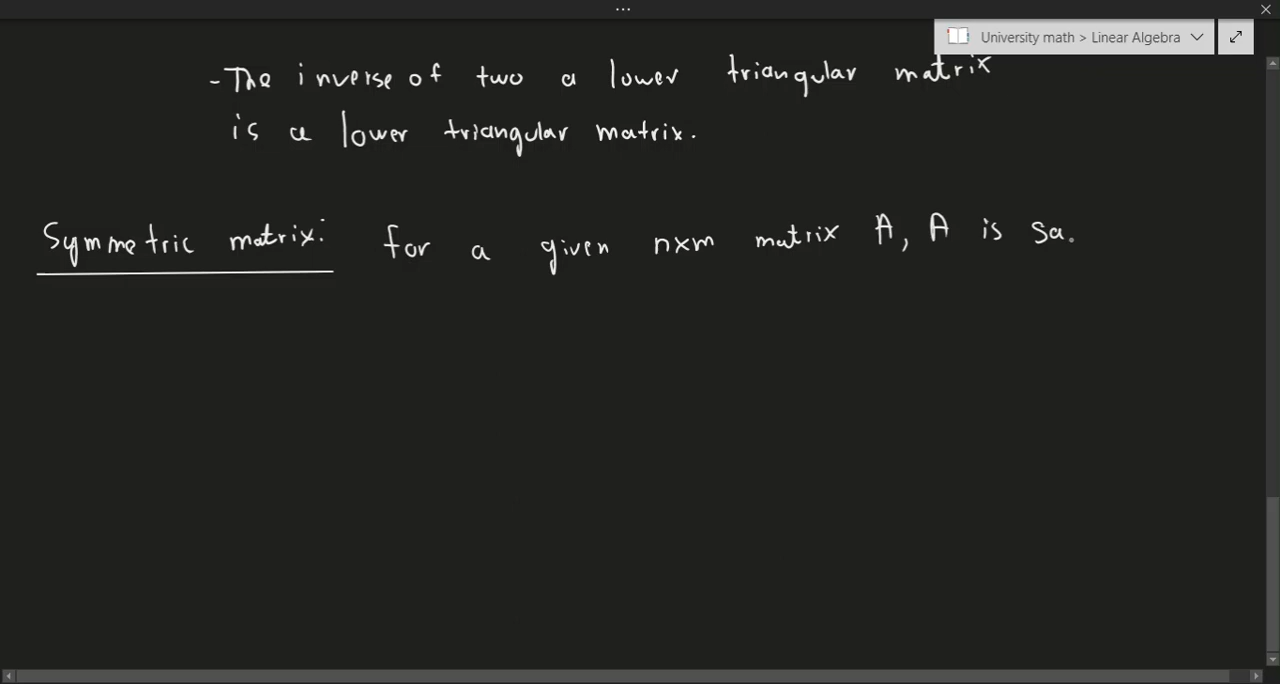 ...
University math > Linear Algebra
- The inverse of two a lower triangular matrix
is a lower triangular matrix.
Symmetric matrix: for a given nxm matrix A, A is sa.